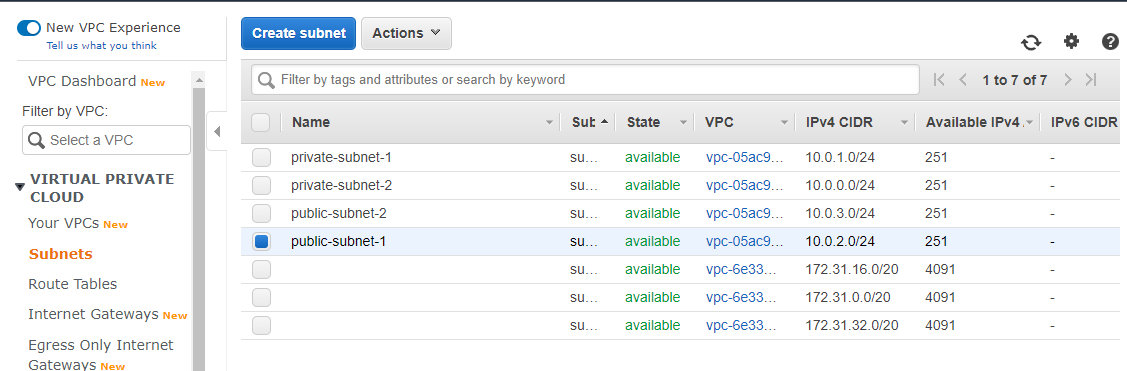 New VPC Experience
Tell us what you think
VPC Dashboard New
Filter by VPC:
Select a VPC
VIRTUAL PRIVATE
CLOUD
Your VPCs New
Subnets
Route Tables
Internet Gateways New
Egress Only Internet
Gateways New
Create subnet Actions
Filter by tags and attributes or search by keyword 1 to 7 of 7
Name Sub State VPC IPv4 CIDR Available IPv4 IPv6 CIDR
private-subnet-1 su... available vpc-05ac9... 10.0.1.0/24 251 -
private-subnet-2 su... available vpc-05ac9... 10.0.0.0/24 251 -
public-subnet-2 su... available vpc-05ac9... 10.0.3.0/24 251 -
public-subnet-1 su... available vpc-05ac9... 10.0.2.0/24 251 -
su... available vpc-6e33... 172.31.16.0/20 4091 -
su... available vpc-6e33... 172.31.0.0/20 4091 -
su... available vpc-6e33... 172.31.32.0/20 4091 -